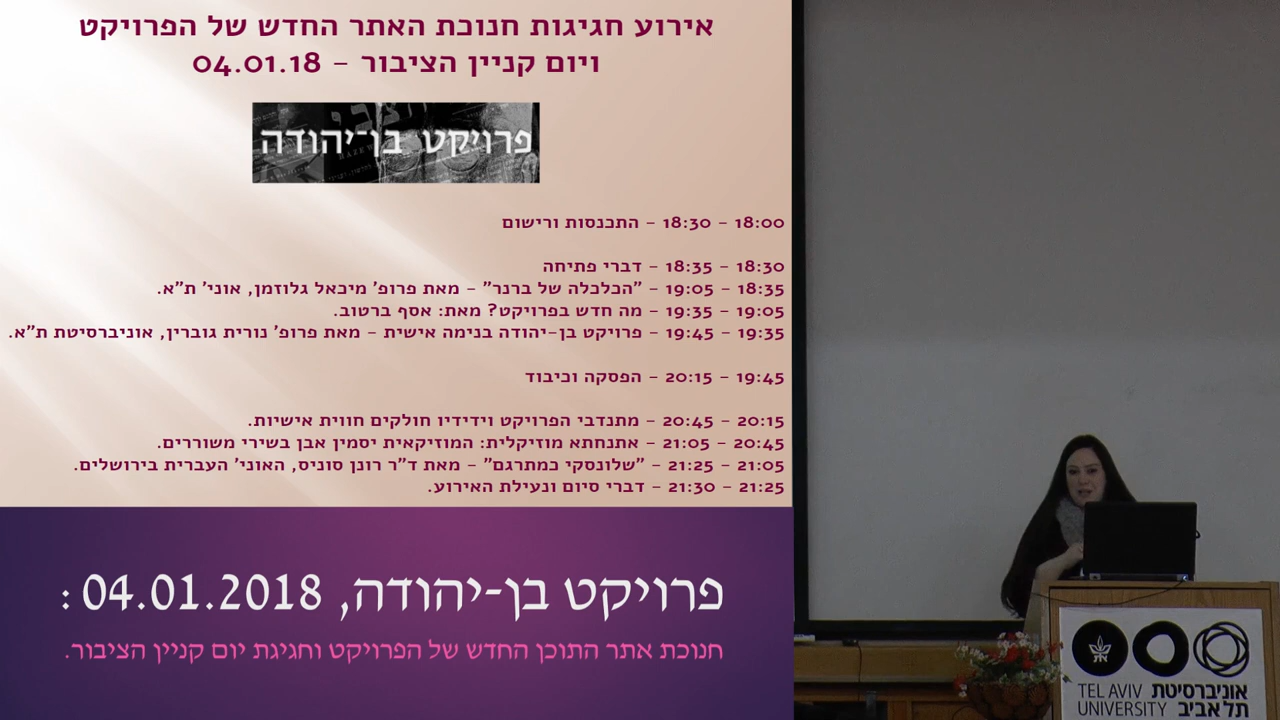 אירוע חגיגות חנוכת האתר החדש של הפרויקט
ויום קניין הציבור – 04.01.18
פרויקט בן־יהודה
18:00 – 18:30 – התכנסות ורישום
18:30 – 18:35 – דברי פתיחה
18:35 – 19:05 – "הכלכלה של ברנר" – מאת פרופ' מיכאל גלוזמן, אוני' ת"א.
19:05 – 19:35 – מה חדש בפרויקט? מאת: אסף ברטוב.
19:35 – 19:45 – פרויקט בן-יהודה בנימה אישית – מאת פרופ' נורית גוברין, אוניברסיטת ת"א.
19:45 – 20:15 – הפסקה וכיבוד
20:15 – 20:45 – מתנדבי הפרויקט וידידיו חולקים חווית אישיות.
20:45 – 21:05 – אתנחתא מוזיקלית: המוזיקאית יסמין אבן בשירי משוררים.
21:05 – 21:25 – "שלונסקי כמתרגם" – מאת ד"ר רונן סוניס, האוני' העברית בירושלים.
21:25 – 21:30 – דברי סיום ונעילת האירוע.
פרויקט בן-יהודה, 04.01.2018 :
חנוכת אתר התוכן החדש של הפרויקט וחגיגת יום קניין הציבור.
TEL AVIV אוניברסיטת
UNIVERSITY תל אביב